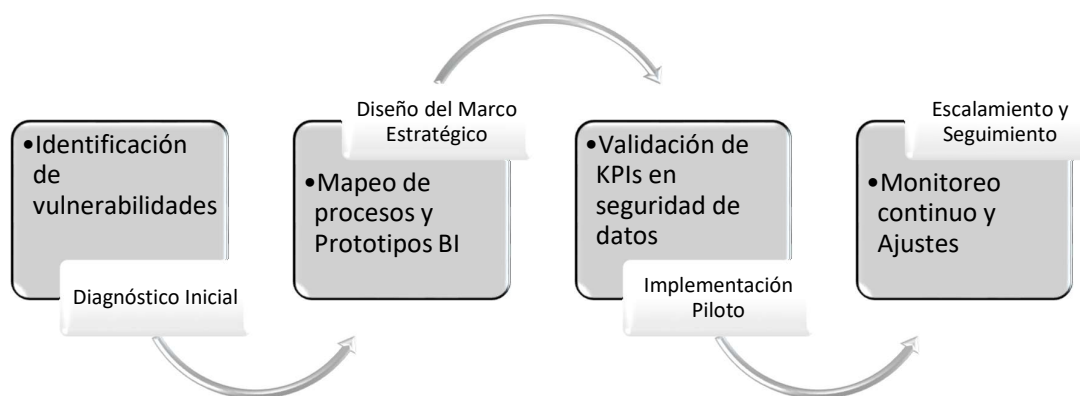 •Identificación
de
vulnerabilidades
Diagnóstico Inicial
Diseño del Marco
Estratégico
•Mapeo de
procesos y
Prototipos BI
•Validación de
KPIs en
seguridad de
datos
Implementación
Piloto
Escalamiento y
Seguimiento
•Monitoreo
continuo y
Ajustes